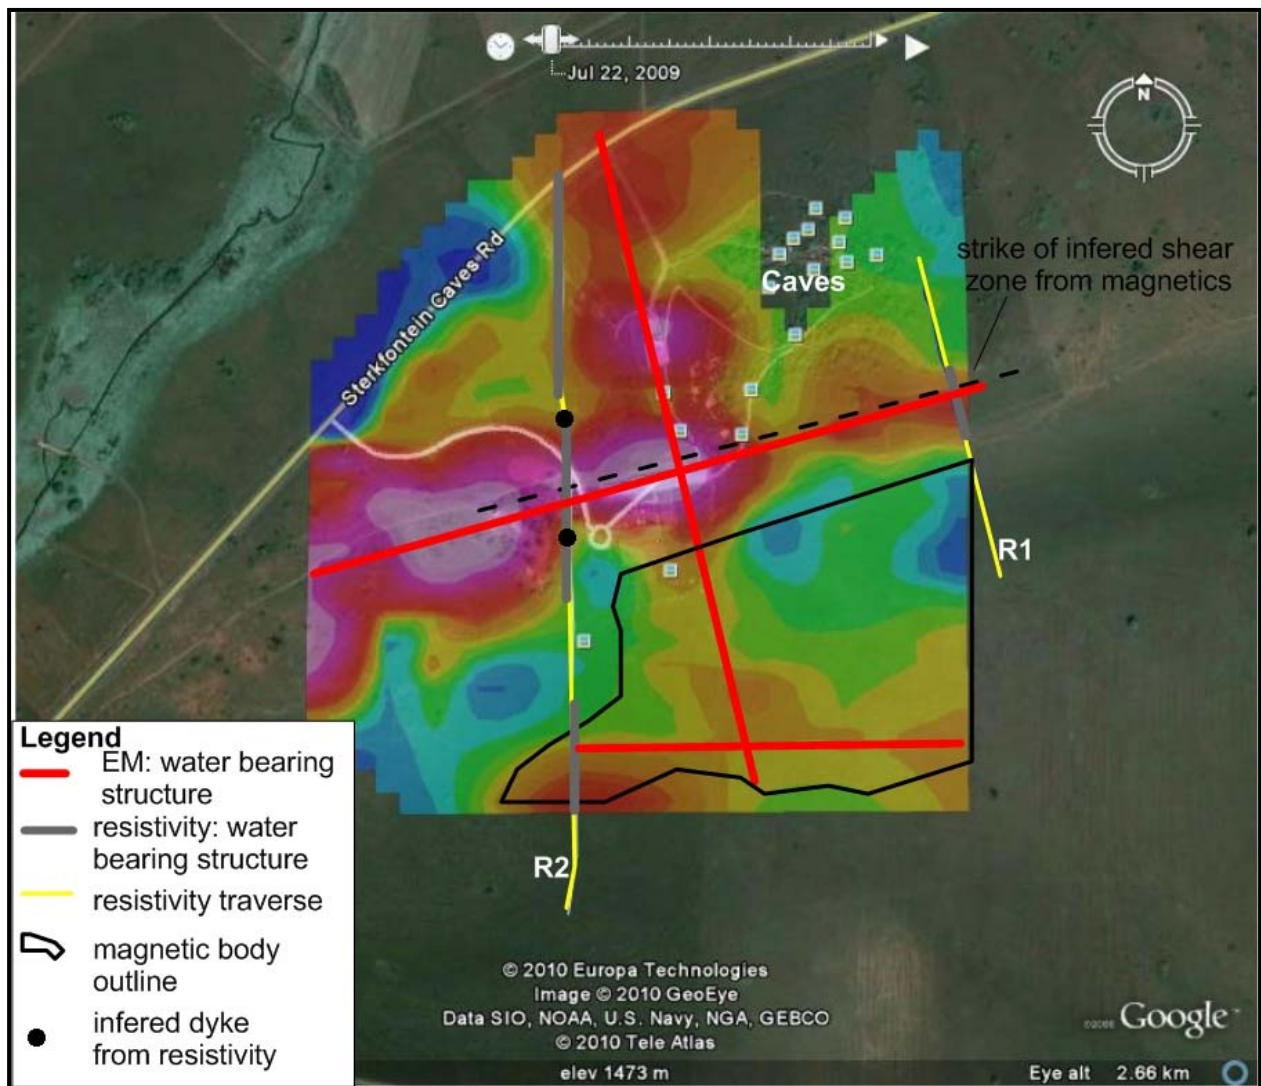 Jul 22, 2009
N
Sterkfontein Caves Rd
Caves
strike of infered shear
zone from magnetics
R1
R2
Legend
EM: water bearing
structure
resistivity: water
bearing structure
resistivity traverse
magnetic body
outline
infered dyke
from resistivity
© 2010 Europa Technologies
Image © 2010 GeoEye
Data SIO, NOAA, U.S. Navy, NGA, GEBCO
© 2010 Tele Atlas
Google
elev 1473 m
Eye alt 2.66 km